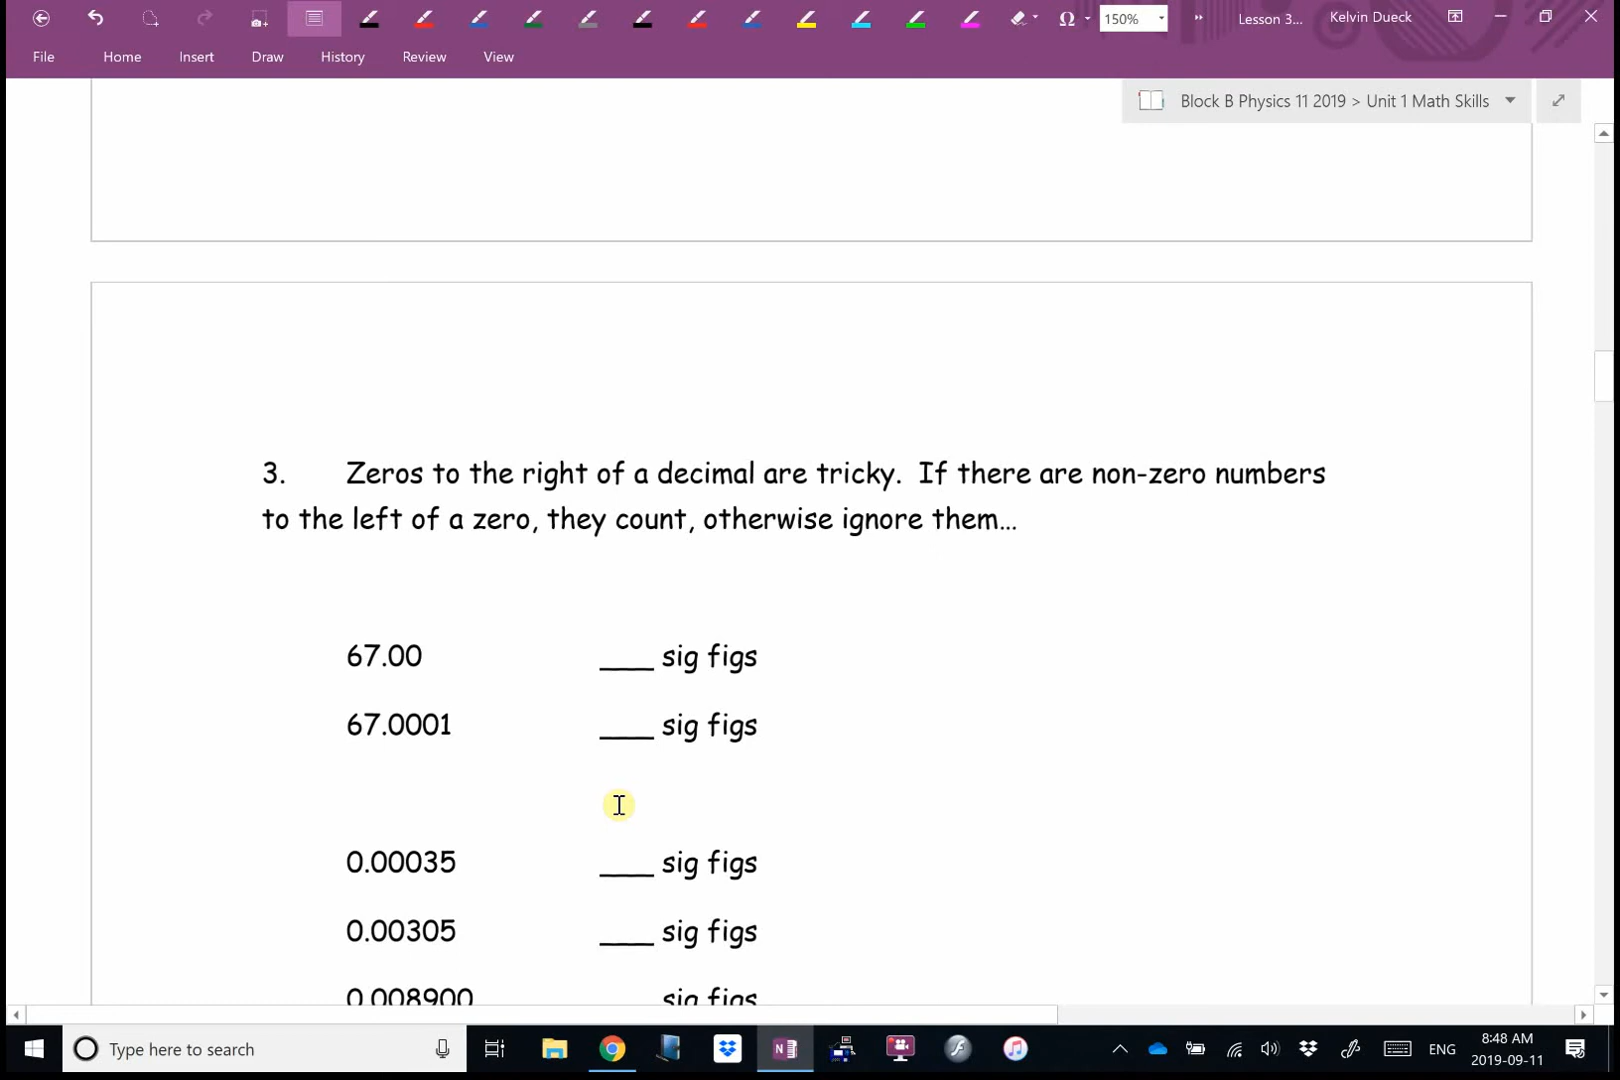 150%
Lesson 3...
Kelvin Dueck
File Home Insert Draw History Review View
Block B Physics 11 2019 > Unit 1 Math Skills
3. Zeros to the right of a decimal are tricky. If there are non-zero numbers
to the left of a zero, they count, otherwise ignore them...
67.00 ___ sig figs
67.0001 ___ sig figs
0.00035 ___ sig figs
0.00305 ___ sig figs
0.008900 sig figs
Type here to search
ENG
8:48 AM
2019-09-11